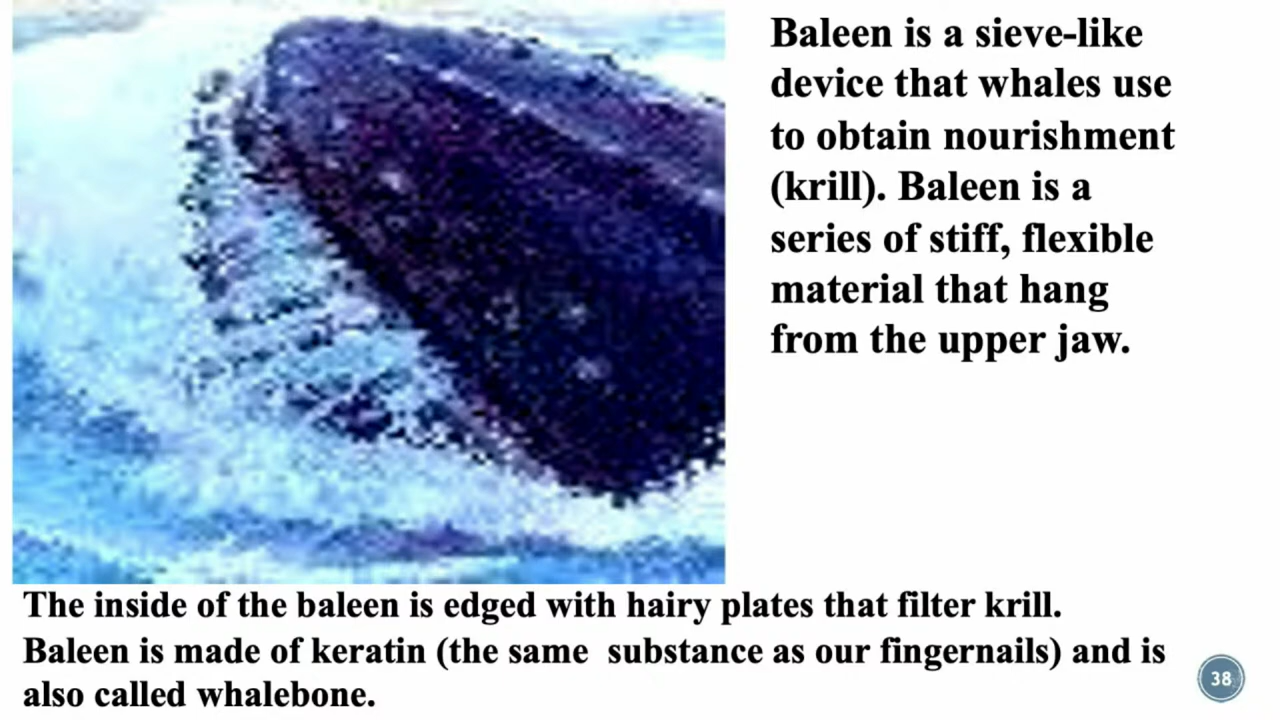 Baleen is a sieve-like
device that whales use
to obtain nourishment
(krill). Baleen is a
series of stiff, flexible
material that hang
from the upper jaw.
The inside of the baleen is edged with hairy plates that filter krill.
Baleen is made of keratin (the same  substance as our fingernails) and is
also called whalebone.
38